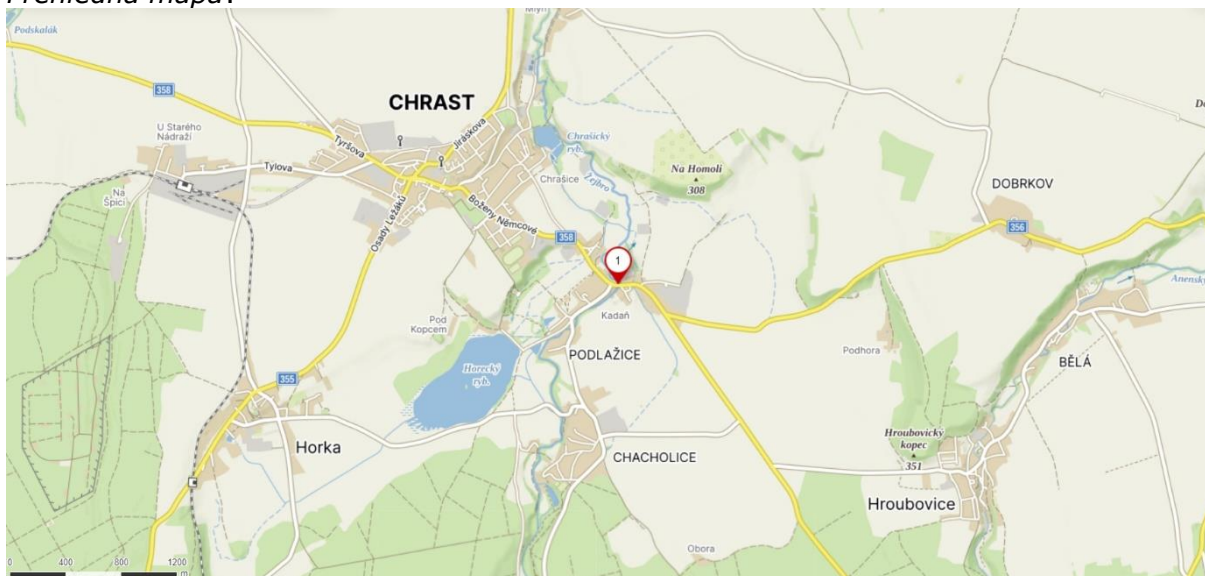 Přehledná mapa:
Podskalák
Mlýn
358
CHRAST
U Starého
Nádraží
Tyršova
Jiráskova
Tylova
Chrašický
ryb.
Na Homoli
308
Lejbro
DOBRKOV
Na
Špici
Chrašice
Osady Ležáků
Boženy Němcové
358
356
1
Anenský
Kadaň
Pod
Kopcem
Podhora
PODLAŽICE
BĚLÁ
Horecký
ryb.
355
Hroubovický
kopec
351
Horka
CHACHOLICE
Hroubovice
Obora
0 400 800 1200
m